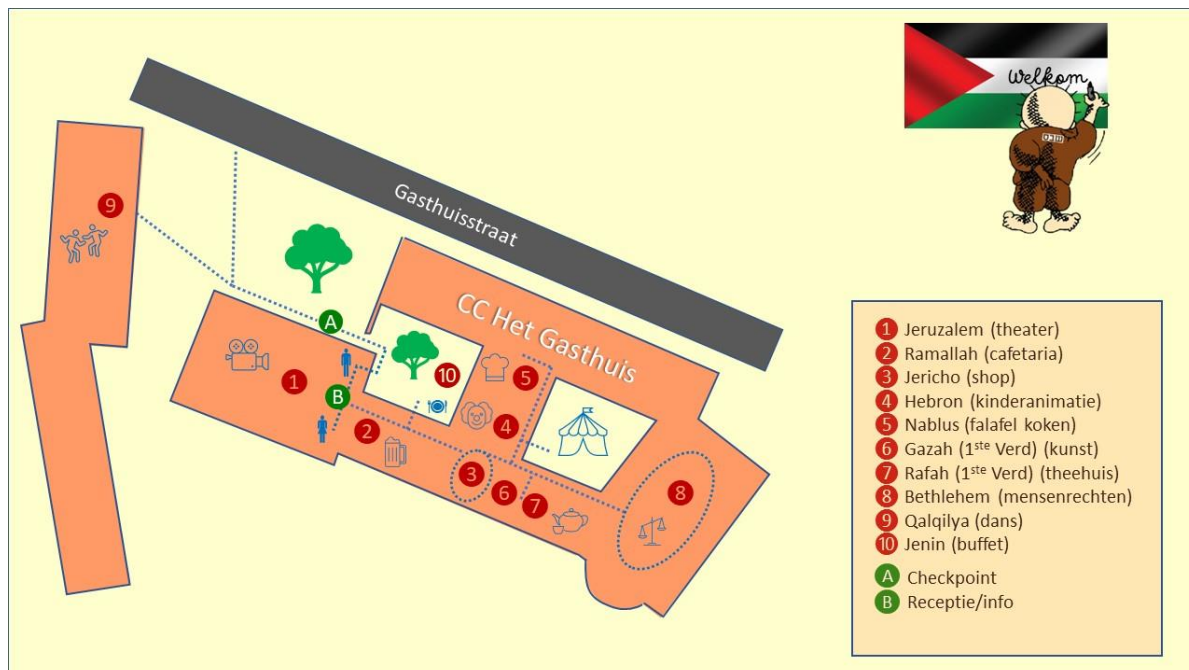 Welkom
Gasthuisstraat
CC Het Gasthuis
9
A
1
B
2
10
5
4
3
6
7
8
1 Jeruzalem (theater)
2 Ramallah (cafetaria)
3 Jericho (shop)
4 Hebron (kinderanimatie)
5 Nablus (falafel koken)
6 Gazah (1ste Verd) (kunst)
7 Rafah (1ste Verd) (theehuis)
8 Bethlehem (mensenrechten)
9 Qalqilya (dans)
10 Jenin (buffet)
A Checkpoint
B Receptie/info